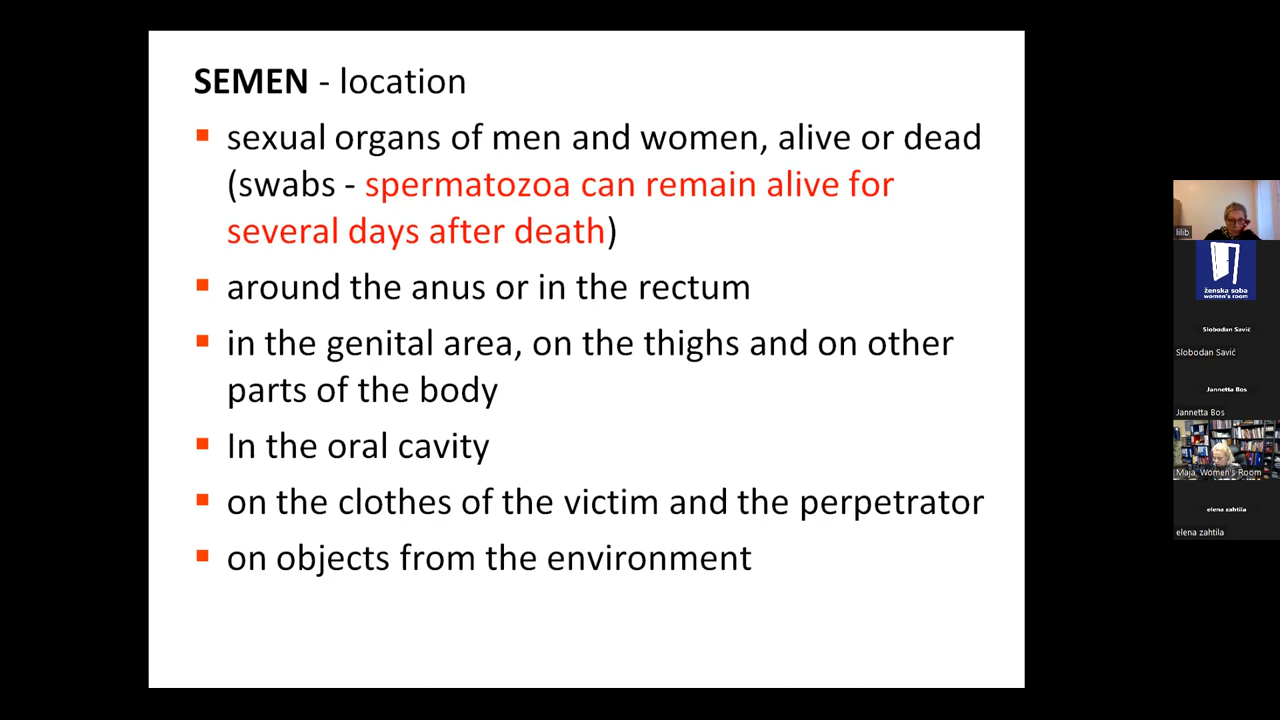 SEMEN - location
▪ sexual organs of men and women, alive or dead
(swabs - spermatozoa can remain alive for
several days after death)
▪ around the anus or in the rectum
▪ in the genital area, on the thighs and on other
parts of the body
▪ In the oral cavity
▪ on the clothes of the victim and the perpetrator
▪ on objects from the environment
lilib
ženska soba
women's room
Slobodan Savić
Slobodan Savić
Jannetta Bos
Jannetta Bos
Maja, Women's Room
elena zahtila
elena zahtila